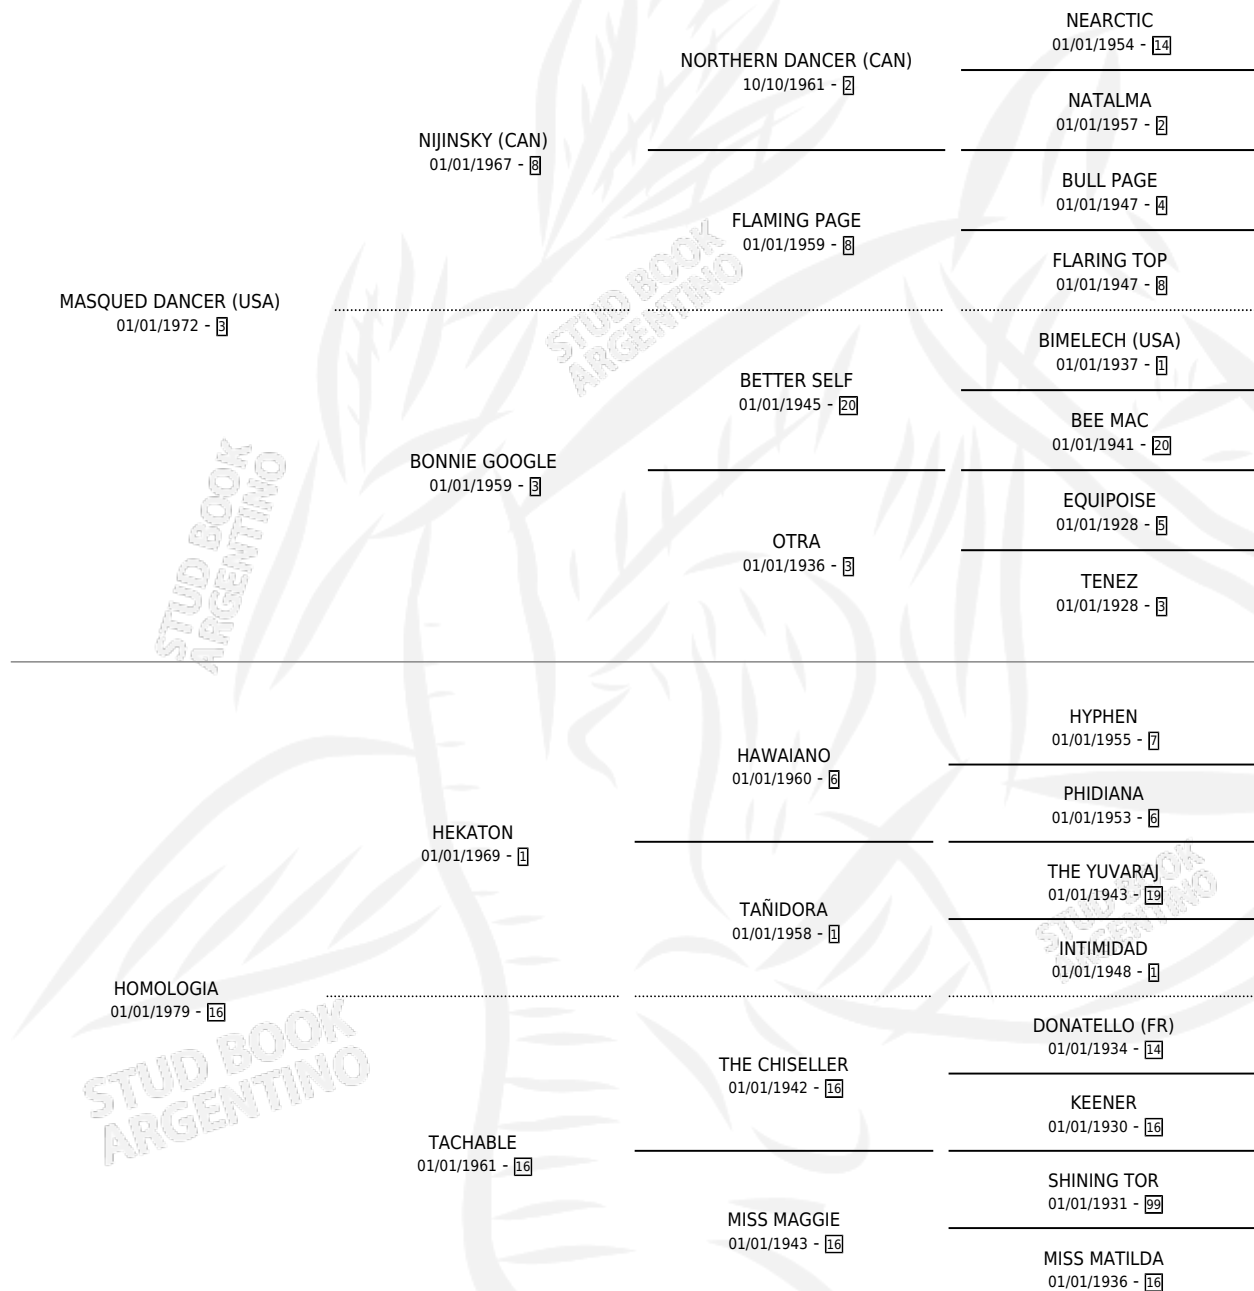 NEARCTIC
01/01/1954 - 14
NORTHERN DANCER (CAN)
10/10/1961 - 2
NATALMA
01/01/1957 - 2
NIJINSKY (CAN)
01/01/1967 - 8
BULL PAGE
01/01/1947 - 4
FLAMING PAGE
01/01/1959 - 8
FLARING TOP
01/01/1947 - 8
MASQUED DANCER (USA)
01/01/1972 - 3
STUD BOOK
ARGENTINO
BIMELECH (USA)
01/01/1937 - 1
BETTER SELF
01/01/1945 - 20
BEE MAC
01/01/1941 - 20
BONNIE GOOGLE
01/01/1959 - 3
EQUIPOISE
01/01/1928 - 5
OTRA
01/01/1936 - 3
TENEZ
01/01/1928 - 3
STUD BOOK
ARGENTINO
HYPHEN
01/01/1955 - 7
HAWAIANO
01/01/1960 - 6
PHIDIANA
01/01/1953 - 6
HEKATON
01/01/1969 - 1
THE YUVARAJ
01/01/1943 - 19
TAÑIDORA
01/01/1958 - 1
INTIMIDAD
01/01/1948 - 1
STUD BOOK
ARGENTINO
HOMOLOGIA
01/01/1979 - 16
DONATELLO (FR)
01/01/1934 - 14
THE CHISELLER
01/01/1942 - 16
KEENER
01/01/1930 - 16
STUD BOOK
ARGENTINO
TACHABLE
01/01/1961 - 16
SHINING TOR
01/01/1931 - 99
MISS MAGGIE
01/01/1943 - 16
MISS MATILDA
01/01/1936 - 16